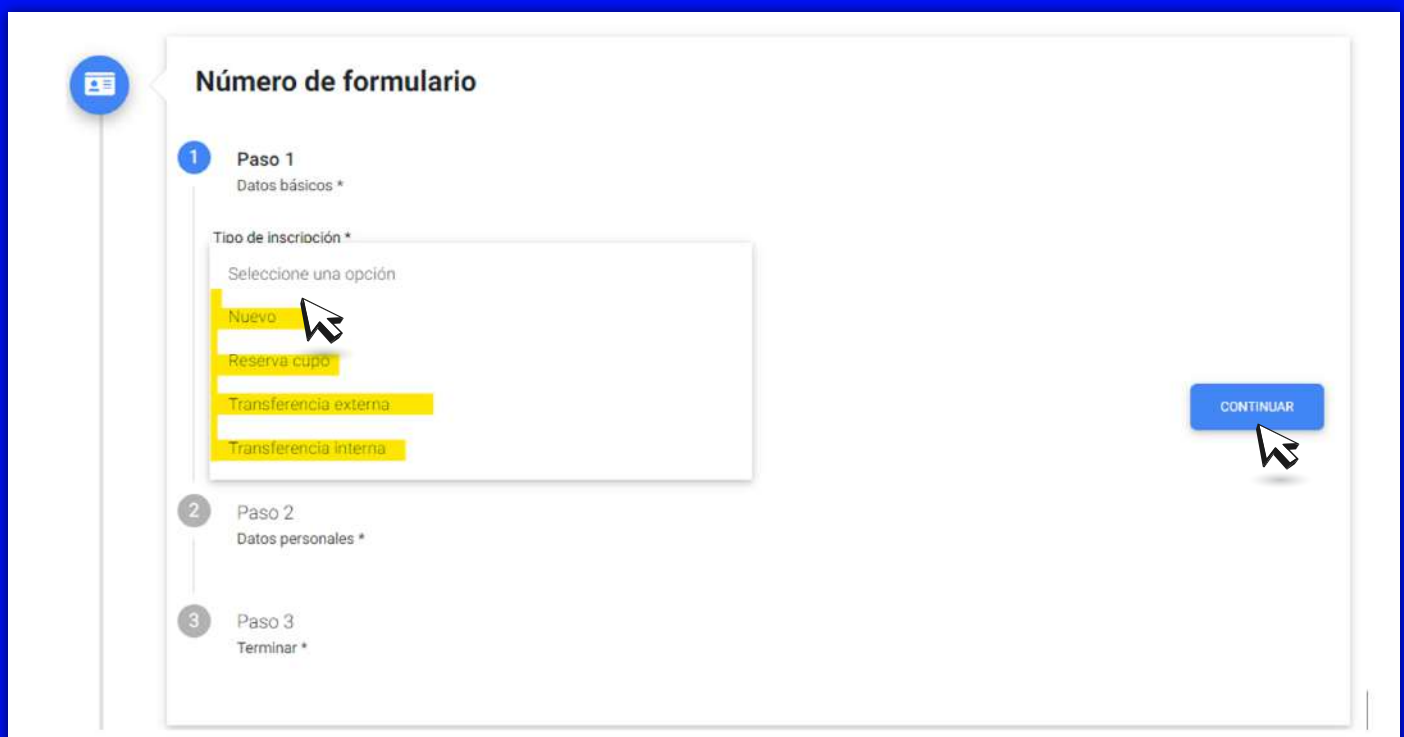 Número de formulario
1
Paso 1
Datos básicos *
Tipo de inscripción *
Seleccione una opción
Nuevo
Reserva cupo
Transferencia externa
Transferencia interna
CONTINUAR
2
Paso 2
Datos personales *
3
Paso 3
Terminar *